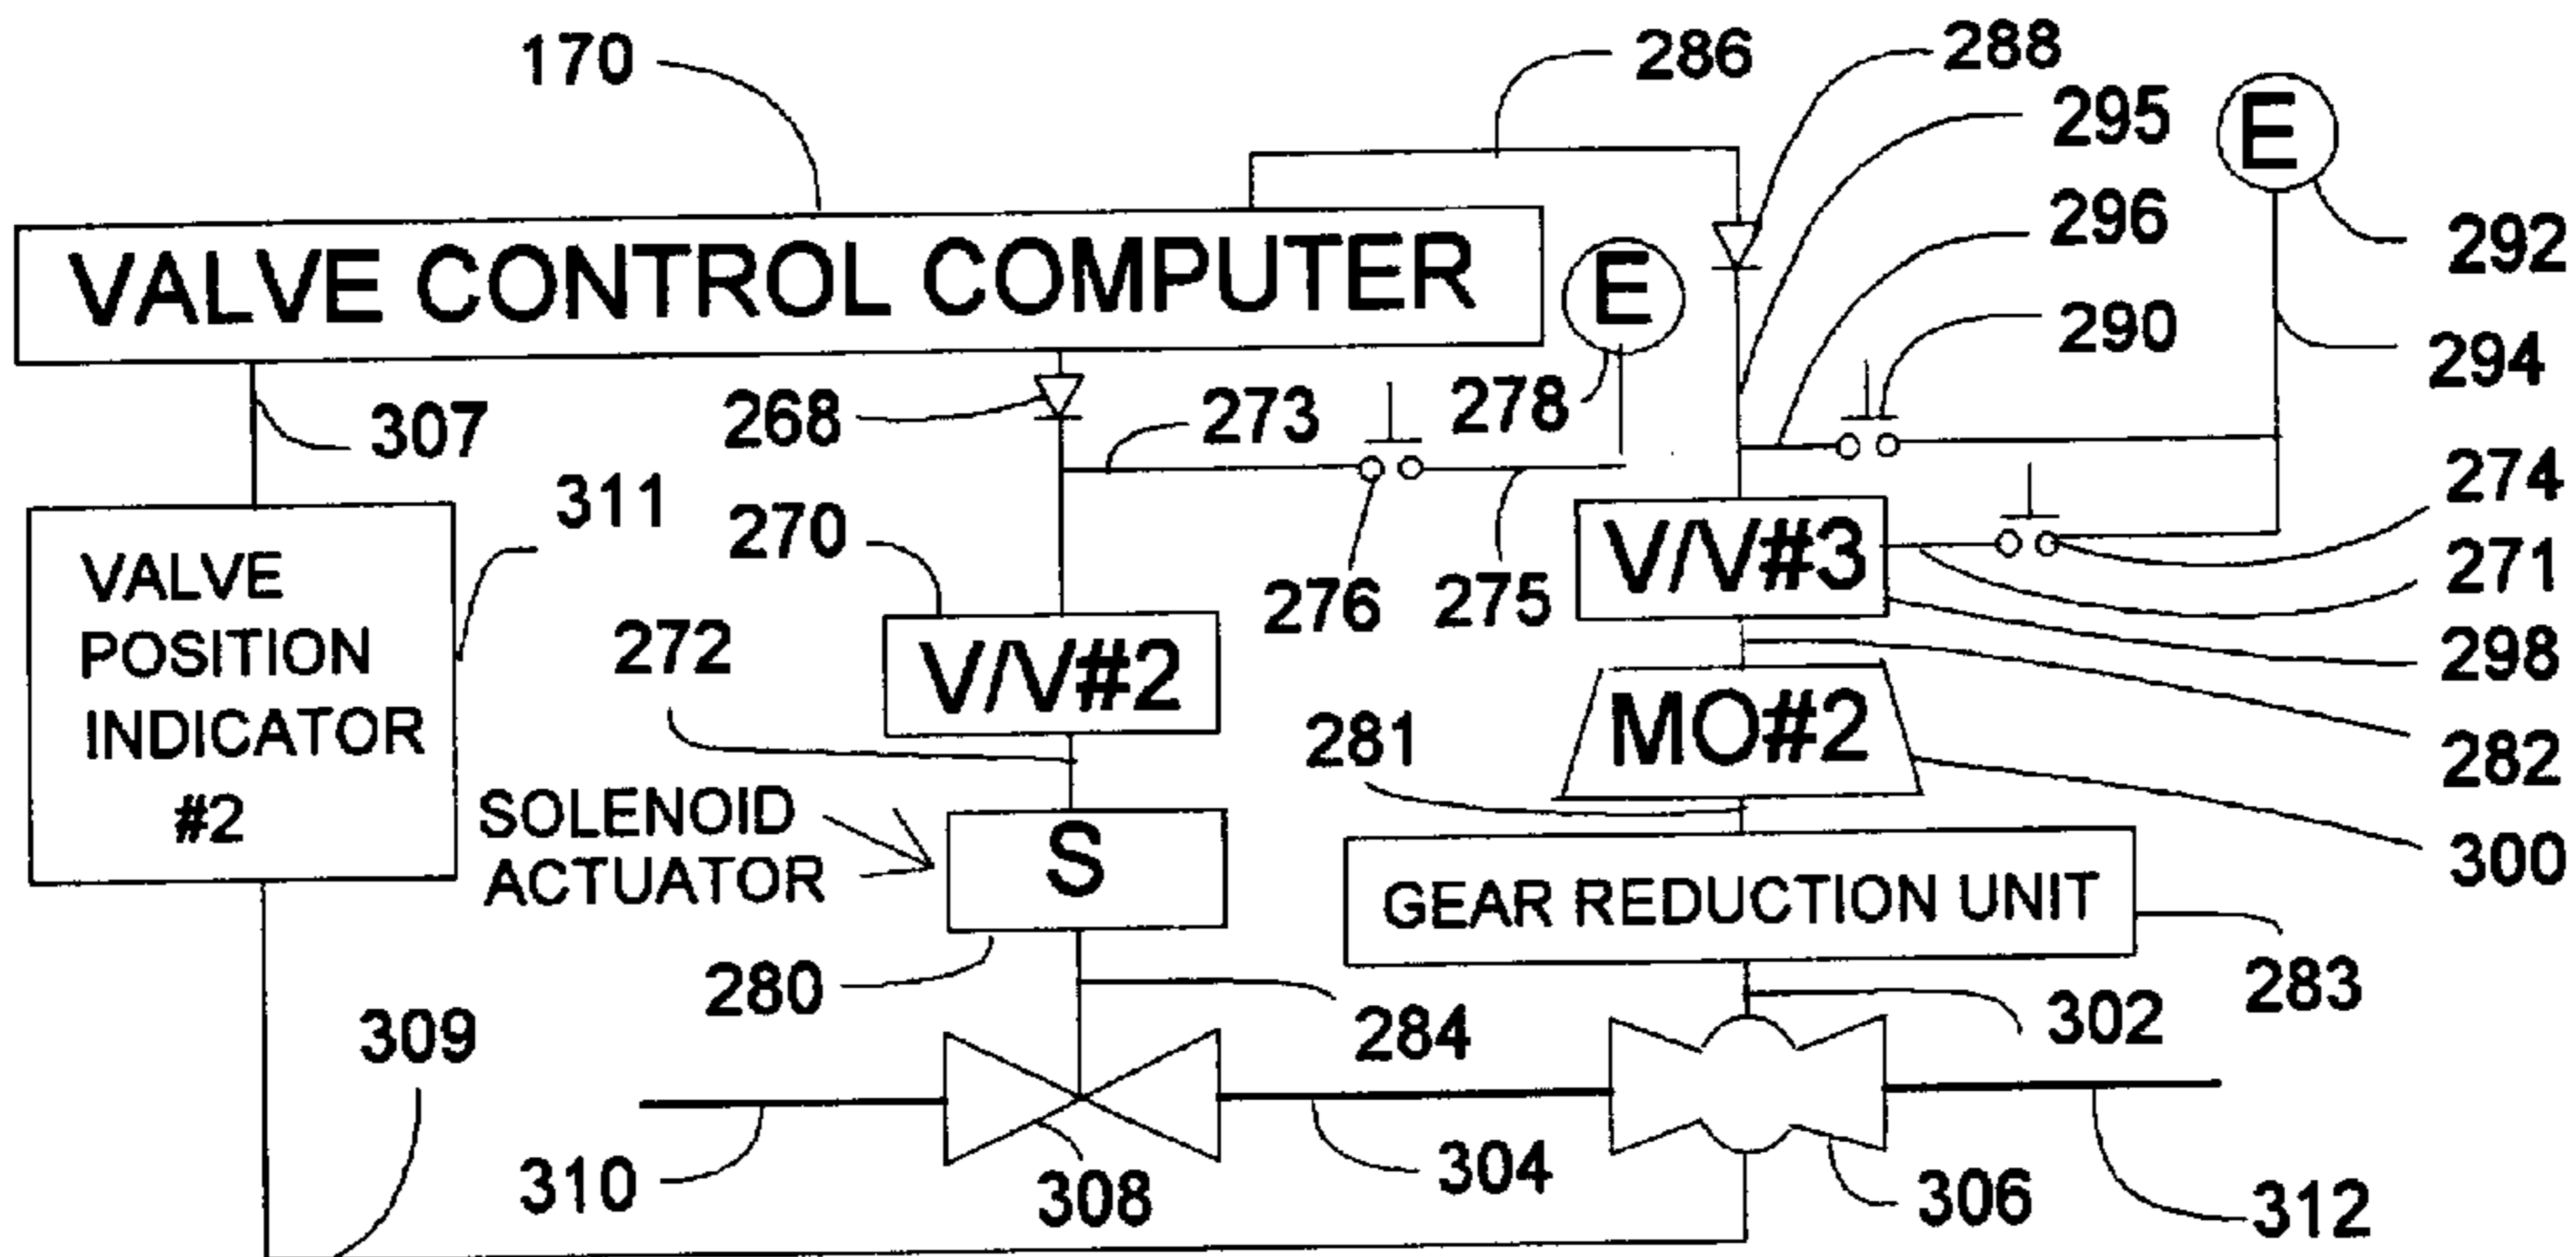 170
286
288
295
E
296
292
VALVE CONTROL COMPUTER
E
290
294
307
268
273
278
311
270
274
276
275
V/V#3
271
VALVE
POSITION
INDICATOR
#2
272
V/V#2
298
281
MO#2
282
SOLENOID
ACTUATOR
S
300
GEAR REDUCTION UNIT
280
283
309
284
302
310
308
304
306
312